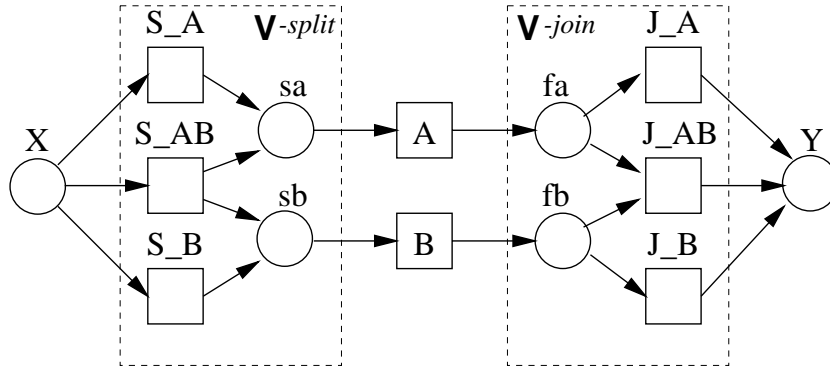 S_A
V-split
V-join
J_A
sa
fa
X
S_AB
A
J_AB
Y
sb
fb
S_B
B
J_B